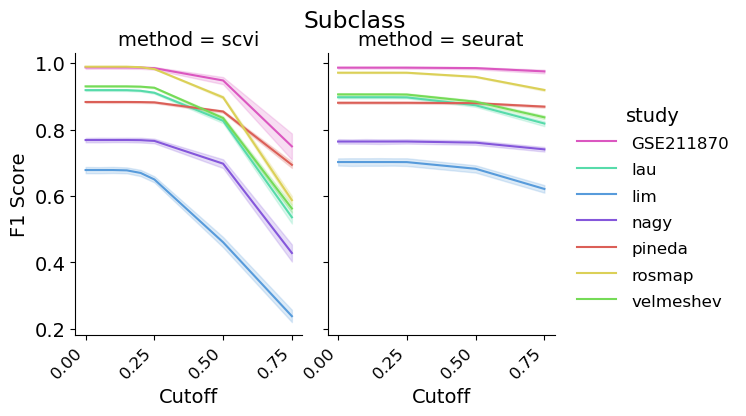 Subclass
method = scvi
method = seurat
F1 Score
1.0
0.8
0.6
0.4
0.2
0.00
0.25
0.50
0.75
0.00
0.25
0.50
0.75
Cutoff
Cutoff
study
GSE211870
lau
lim
nagy
pineda
rosmap
velmeshev